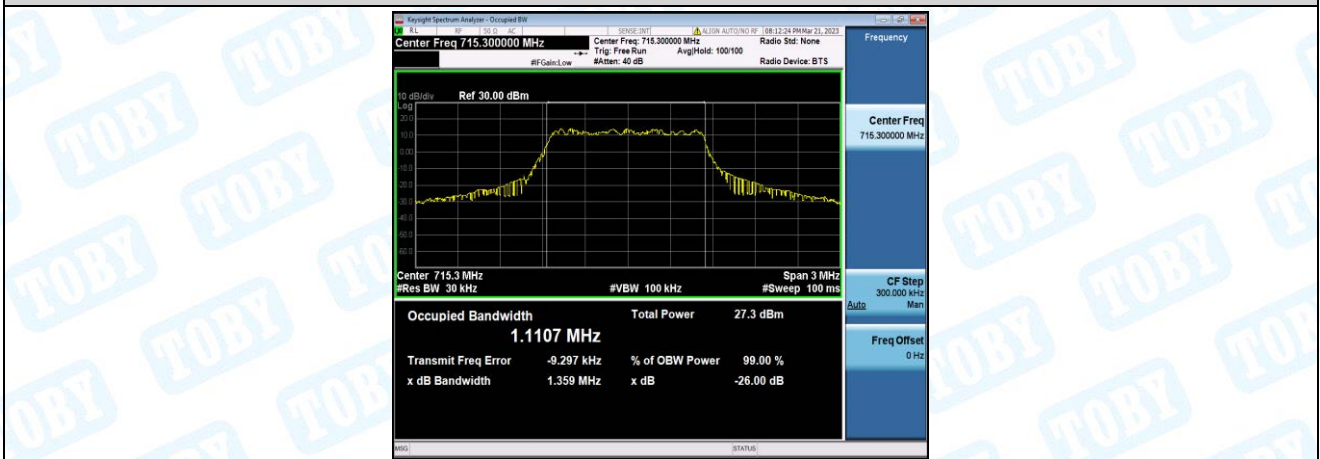 Keysight Spectrum Analyzer - Occupied BW
RL RF 50 Ω AC SENSE:INT ALIGN AUTO/NO RF 08:12:24 PM Mar 21, 2023
Center Freq 715.300000 MHz Center Freq: 715.300000 MHz Radio Std: None
Trig: Free Run Avg|Hold: 100/100
#IFGain:Low #Atten: 40 dB Radio Device: BTS
10 dB/div Ref 30.00 dBm
Log
20.0
10.0
0.00
-10.0
-20.0
-30.0
-40.0
-50.0
-60.0
Center 715.3 MHz Span 3 MHz
#Res BW 30 kHz #VBW 100 kHz #Sweep 100 ms
Occupied Bandwidth Total Power 27.3 dBm
1.1107 MHz
Transmit Freq Error -9.297 kHz % of OBW Power 99.00 %
x dB Bandwidth 1.359 MHz x dB -26.00 dB
MSG STATUS
Frequency
Center Freq
715.300000 MHz
CF Step
300.000 kHz
Auto Man
Freq Offset
0 Hz
TOBY